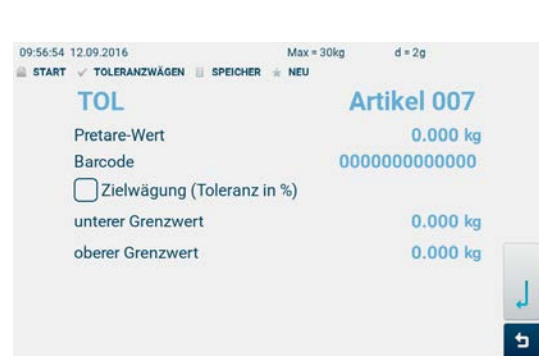 09:56:54 12.09.2016 Max = 30kg d = 2g
START TOLERANZWÄGEN SPEICHER NEU
TOL Artikel 007
Pretare-Wert 0.000 kg
Barcode 0000000000000
Zielwägung (Toleranz in %)
unterer Grenzwert 0.000 kg
oberer Grenzwert 0.000 kg